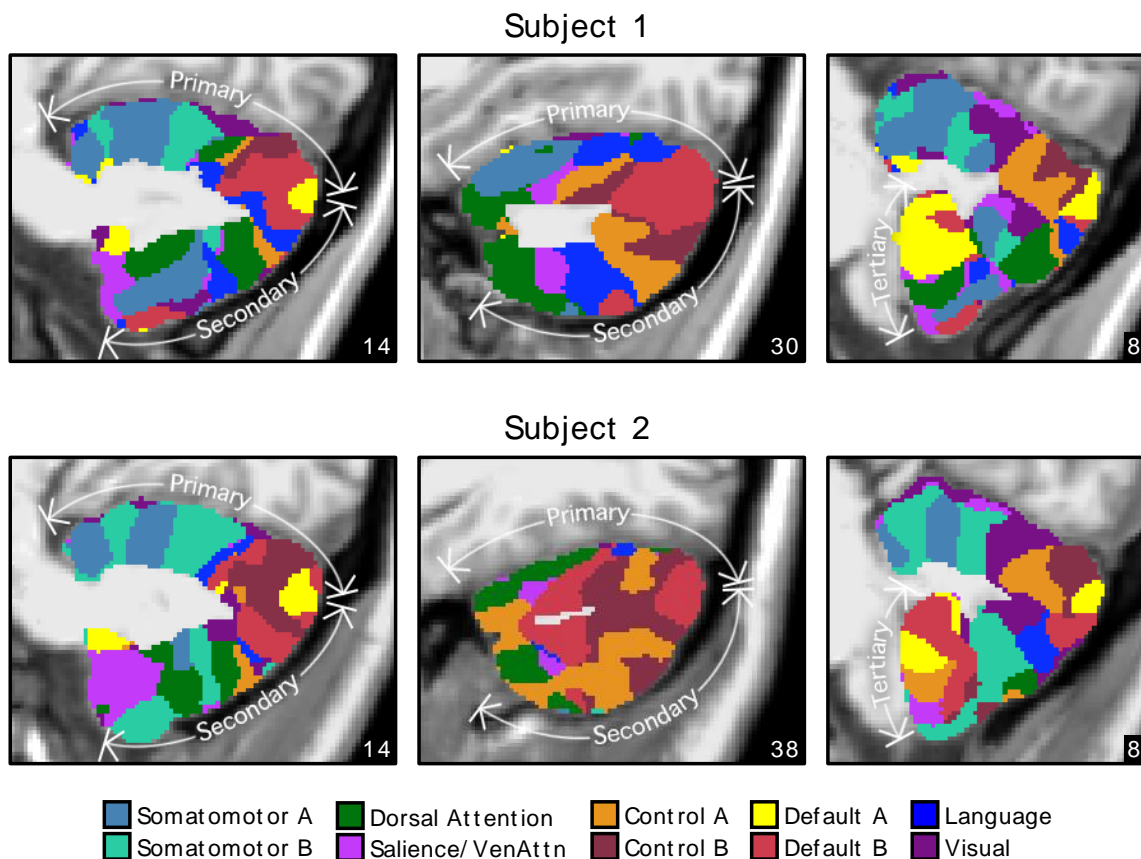 Subject 1
Primary
Secondary
14
Primary
Secondary
30
Tertiary
8
Subject 2
Primary
Secondary
14
Primary
Secondary
38
Tertiary
8
Somatomotor A
Dorsal Attention
Control A
Default A
Language
Somatomotor B
Salience/ VenAttn
Control B
Default B
Visual